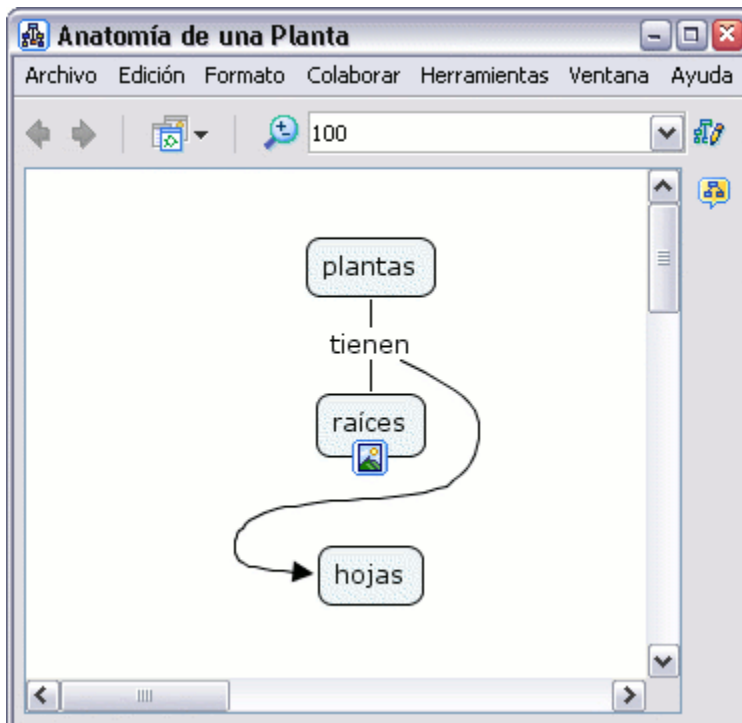 Anatomía de una Planta
Archivo Edición Formato Colaborar Herramientas Ventana Ayuda
100
plantas
tienen
raíces
hojas